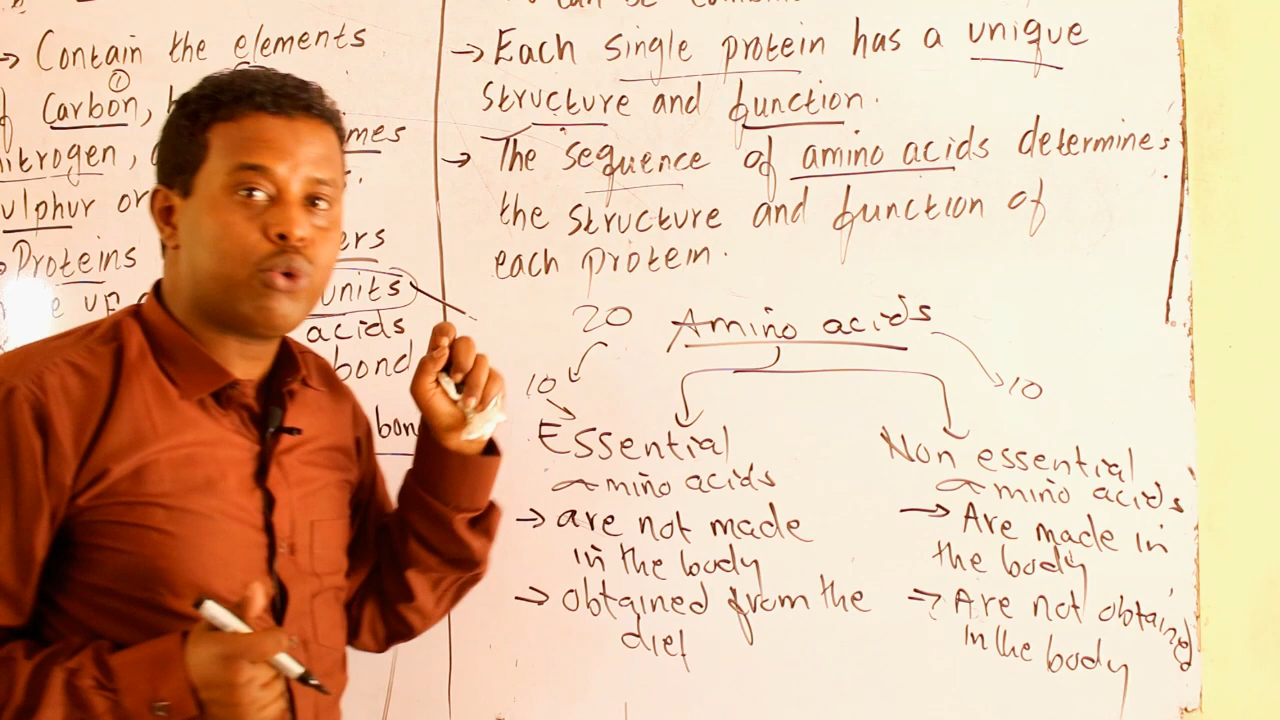 → Contain the elements
①
of Carbon,
nitrogen,
sulphur or
Proteins
units
acids
bond
→ Each single protein has a unique
structure and function.
→ The sequence of amino acids determines
the structure and function of
each protein.
20 Amino acids
10 10
Essential
amino acids
→ are not made
in the body
→ obtained from the
diet
Non essential
amino acids
→ Are made in
the body
→ Are not obtained
in the body